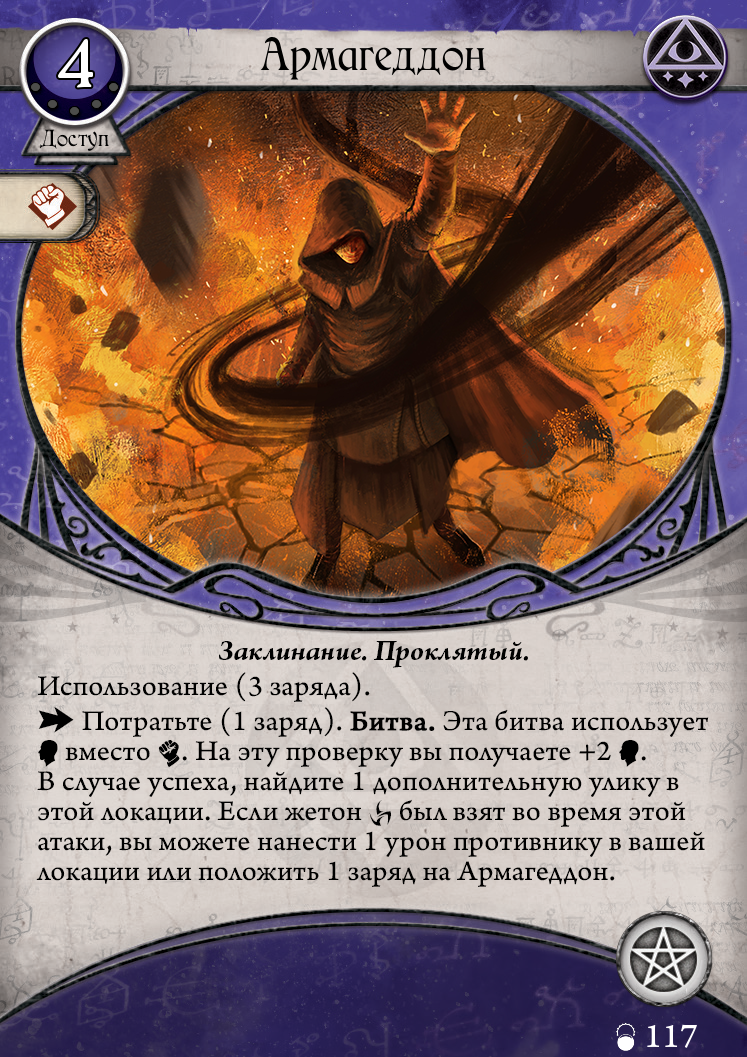 4
Армагеддон
Доступ
Заклинание. Проклятый.
Использование (3 заряда).
Потратьте (1 заряд). Битва. Эта битва использует
вместо . На эту проверку вы получаете +2 .
В случае успеха, найдите 1 дополнительную улику в
этой локации. Если жетон был взят во время этой
атаки, вы можете нанести 1 урон противнику в вашей
локации или положить 1 заряд на Армагеддон.
117